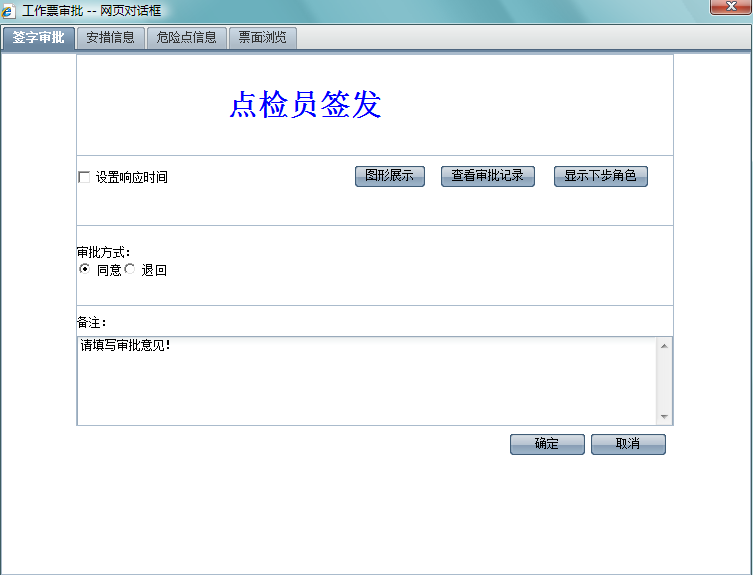 工作票审批 -- 网页对话框
签字审批 安措信息 危险点信息 票面浏览
点检员签发
设置响应时间 图形展示 查看审批记录 显示下步角色
审批方式:
同意 退回
备注:
请填写审批意见!
确定 取消